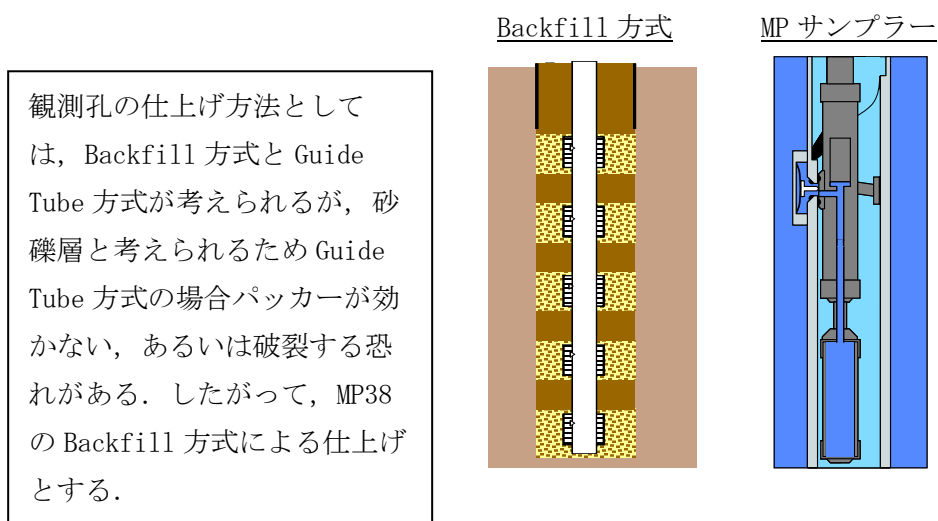 Backfill 方式
MP サンプラー
観測孔の仕上げ方法として
は，Backfill 方式と Guide
Tube 方式が考えられるが，砂
礫層と考えられるため Guide
Tube 方式の場合パッカーが効
かない，あるいは破裂する恐
れがある．したがって，MP38
の Backfill 方式による仕上げ
とする．